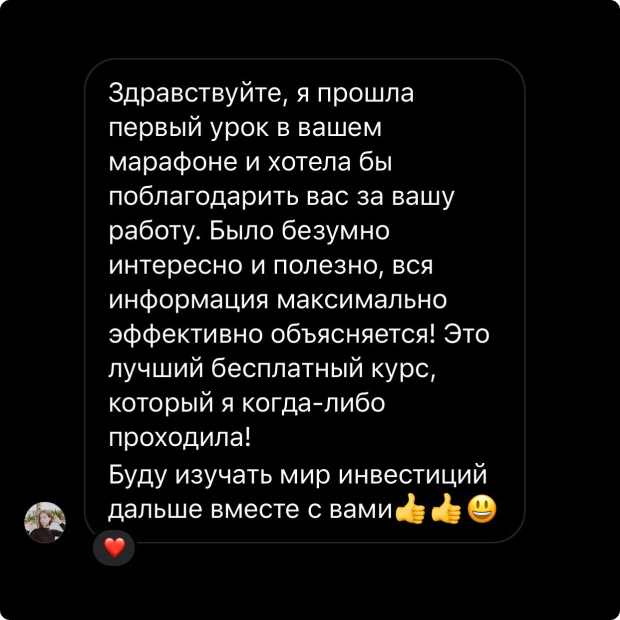 Здравствуйте, я прошла
первый урок в вашем
марафоне и хотела бы
поблагодарить вас за вашу
работу. Было безумно
интересно и полезно, вся
информация максимально
эффективно объясняется! Это
лучший бесплатный курс,
который я когда-либо
проходила!
Буду изучать мир инвестиций
дальше вместе с вами👍👍😃